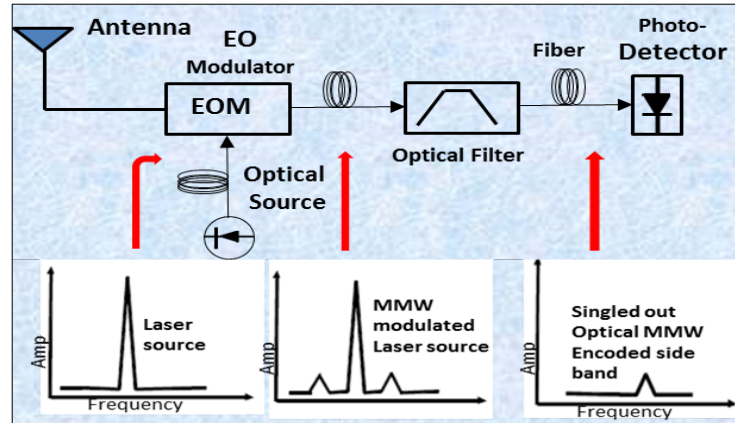 Antenna
EO
Modulator
EOM
Fiber
Photo-
Detector
Optical Filter
Optical
Source
Amp
Laser
source
Frequency
Amp
MMW
modulated
Laser source
Amp
Singled out
Optical MMW
Encoded side
band
Frequency